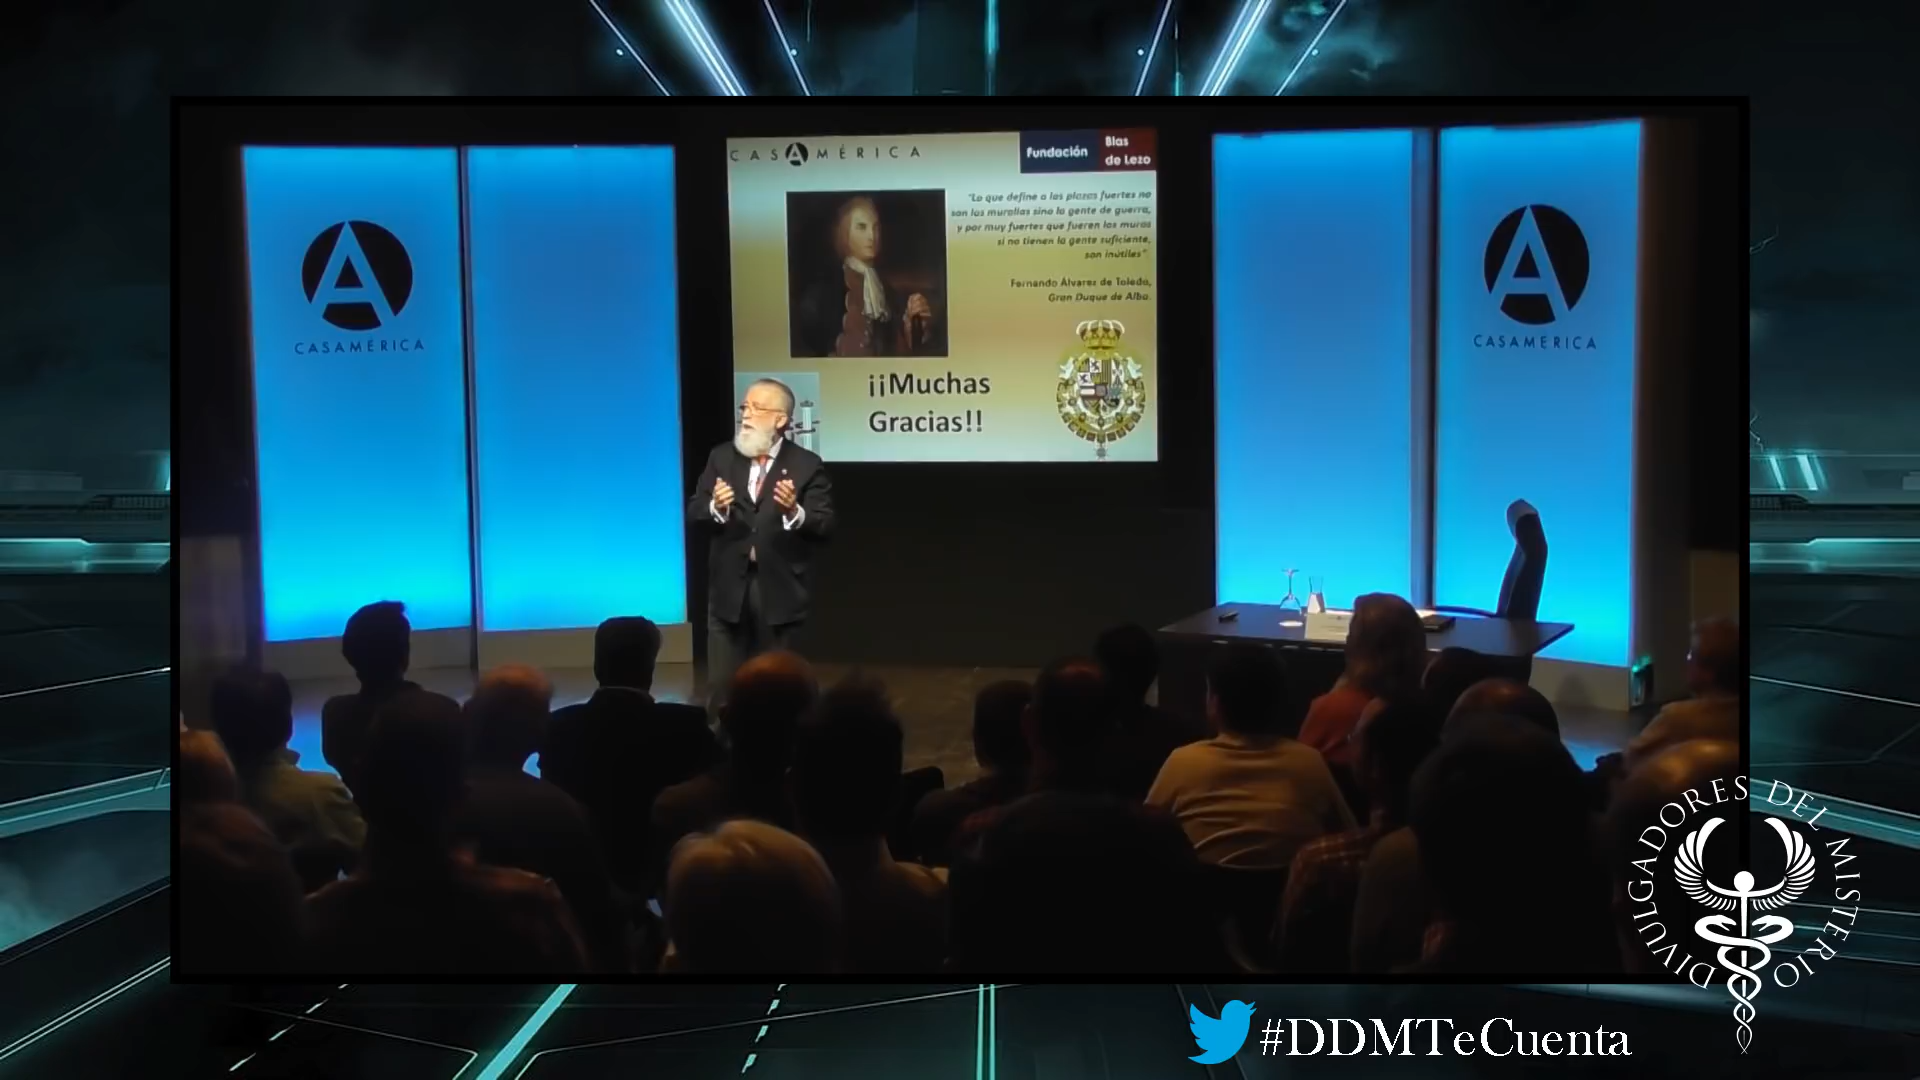 CASAMÉRICA
Fundación
Blas
de Lezo
"Lo que define a las plazas fuertes no
son las murallas sino la gente de guerra,
y por muy fuertes que fueren los muros
si no tienen la gente suficiente,
son inútiles"
Fernando Álvarez de Toledo,
Gran Duque de Alba.
¡¡Muchas
Gracias!!
A
CASAMERICA
A
CASAMERICA
DIVULGADORES DEL MISTERIO
#DDMTeCuenta